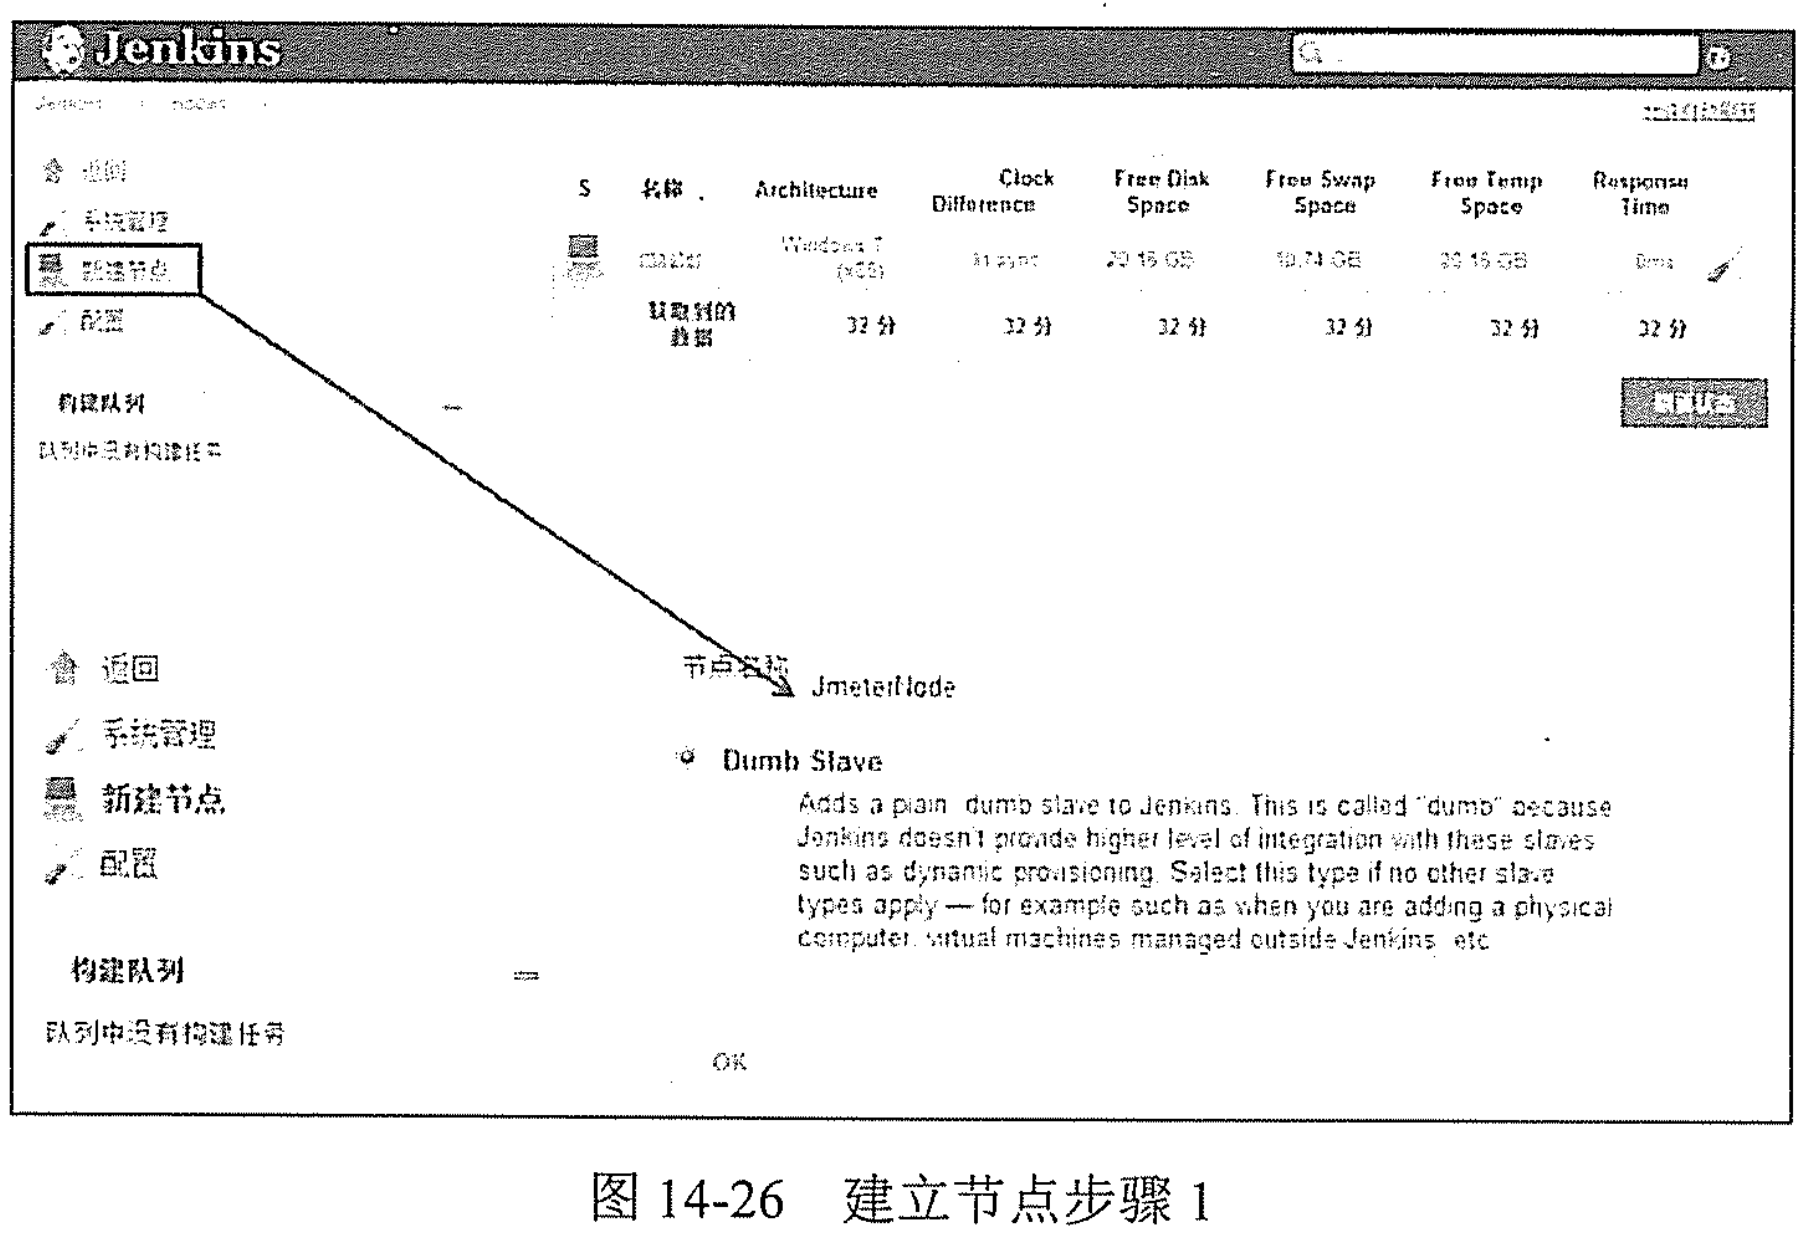 Jenkins
Jenkins nodes
返回
系统管理
新建节点
配置
S 名称 Architecture Clock Difference Free Disk Space Free Swap Space Free Temp Space Response Time
master Windows 7 (x86) In sync GB GB GB 0ms
获取到的数据 32 分 32 分 32 分 32 分 32 分 32 分
构建队列
队列中没有构建任务
返回
系统管理
新建节点
配置
构建队列
队列中没有构建任务
节点名称 JmeterNode
Dumb Slave
Adds a plain, dumb slave to Jenkins. This is called "dumb" because
Jenkins doesn't provide higher level of integration with these slaves
such as dynamic provisioning. Select this type if no other slave
types apply — for example such as when you are adding a physical
computer, virtual machines managed outside Jenkins, etc
OK
图 14-26 建立节点步骤 1